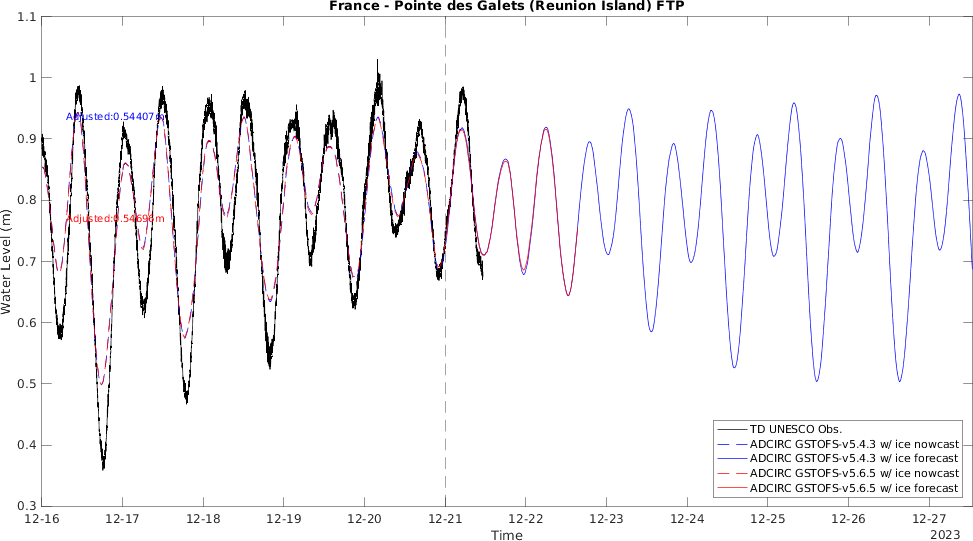 France - Pointe des Galets (Reunion Island) FTP
1.1
1
0.9
0.8
0.7
0.6
0.5
0.4
0.3
Water Level (m)
Adjusted:0.54407m
Adjusted:0.54696m
TD UNESCO Obs.
ADCIRC GSTOFS-v5.4.3 w/ ice nowcast
ADCIRC GSTOFS-v5.4.3 w/ ice forecast
ADCIRC GSTOFS-v5.6.5 w/ ice nowcast
ADCIRC GSTOFS-v5.6.5 w/ ice forecast
12-16 12-17 12-18 12-19 12-20 12-21 12-22 12-23 12-24 12-25 12-26 12-27
2023
Time